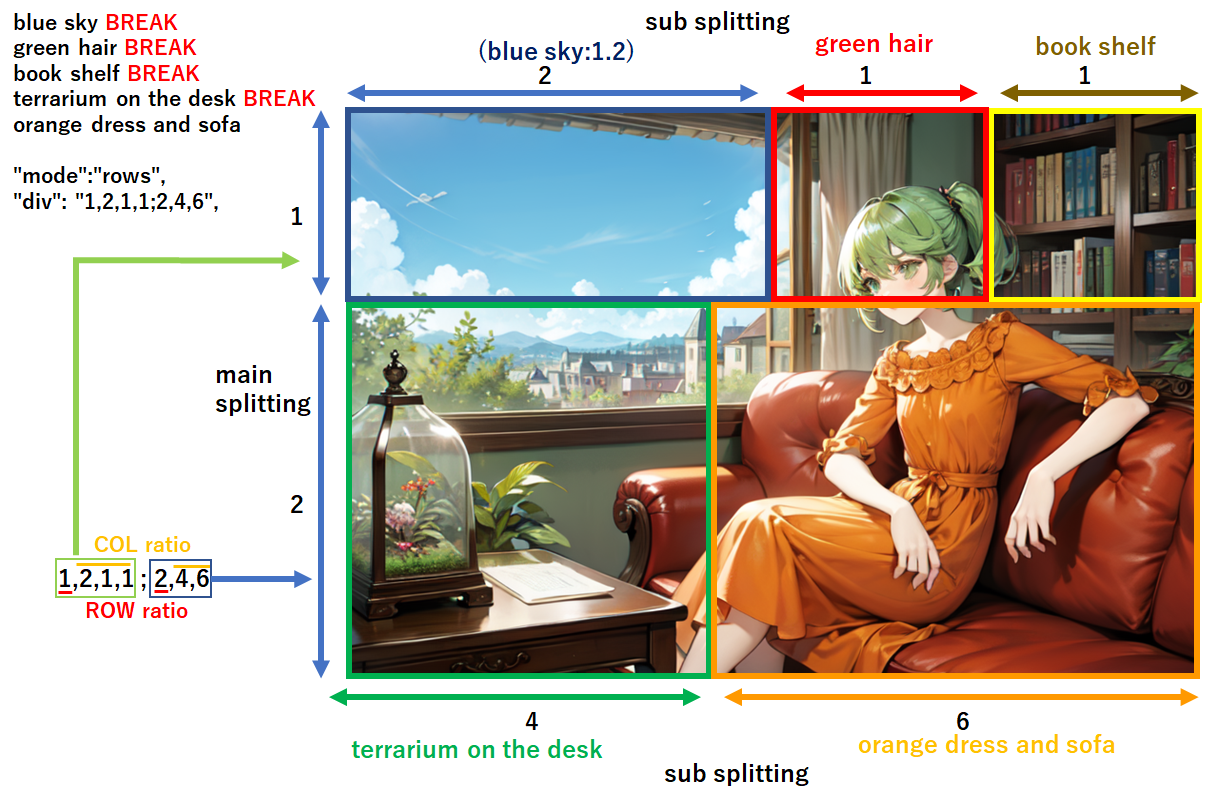 blue sky BREAK
green hair BREAK
book shelf BREAK
terrarium on the desk BREAK
orange dress and sofa
"mode":"rows",
"div": "1,2,1,1;2,4,6",
sub splitting
(blue sky:1.2)
2
green hair
1
book shelf
1
1
main
splitting
2
COL ratio
1,2,1,1 ; 2,4,6
ROW ratio
4
terrarium on the desk
6
orange dress and sofa
sub splitting